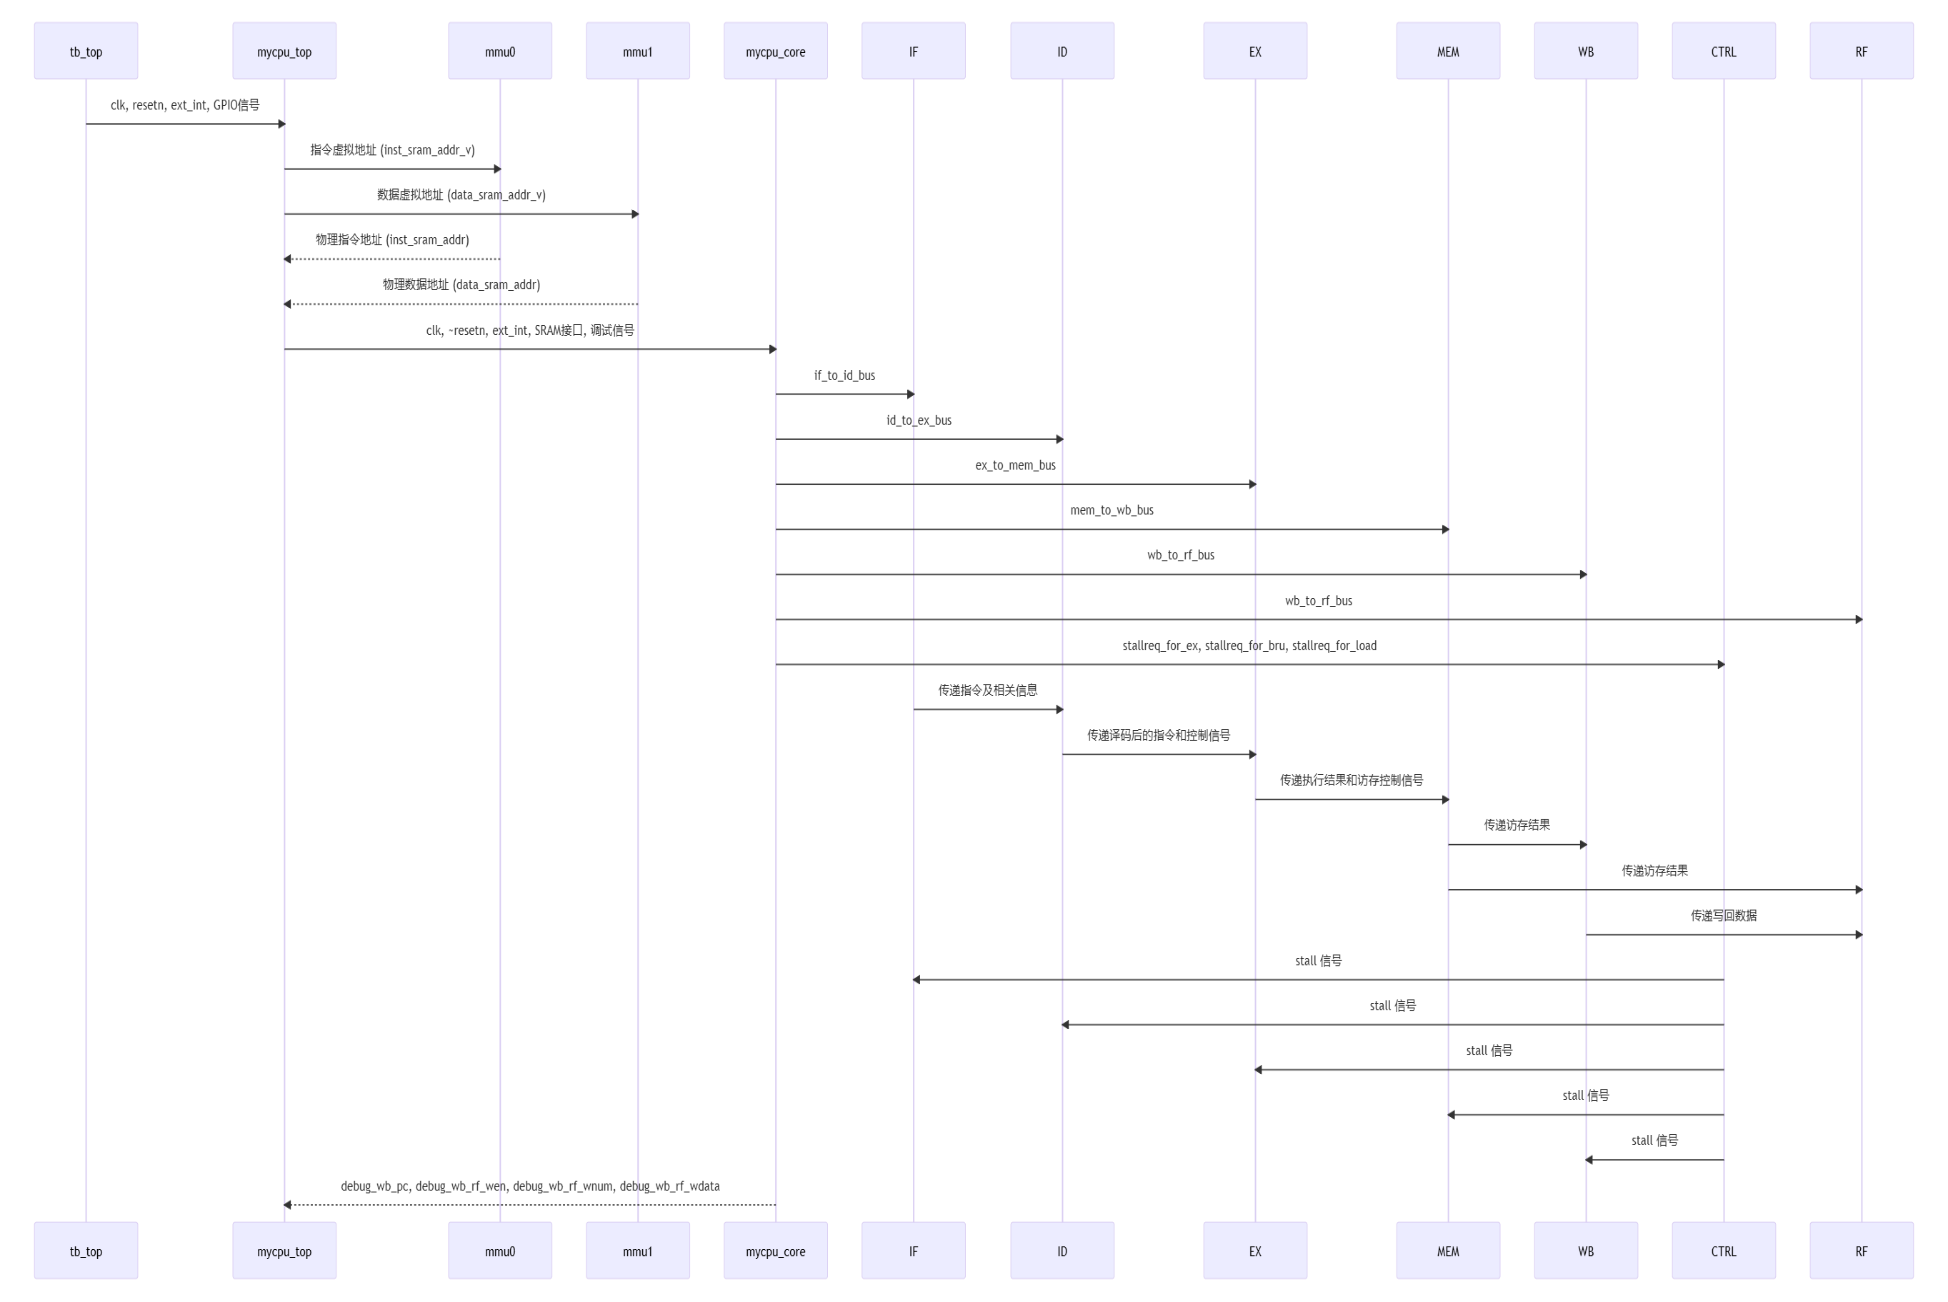 tb_top
mycpu_top
mmu0
mmu1
mycpu_core
IF
ID
EX
MEM
WB
CTRL
RF
clk, resetn, ext_int, GPIO信号
指令虚拟地址 (inst_sram_addr_v)
数据虚拟地址 (data_sram_addr_v)
物理指令地址 (inst_sram_addr)
物理数据地址 (data_sram_addr)
clk, ~resetn, ext_int, SRAM接口, 调试信号
if_to_id_bus
id_to_ex_bus
ex_to_mem_bus
mem_to_wb_bus
wb_to_rf_bus
wb_to_rf_bus
stallreq_for_ex, stallreq_for_bru, stallreq_for_load
传递指令及相关信息
传递译码后的指令和控制信号
传递执行结果和访存控制信号
传递访存结果
传递访存结果
传递写回数据
stall 信号
stall 信号
stall 信号
stall 信号
stall 信号
debug_wb_pc, debug_wb_rf_wen, debug_wb_rf_wnum, debug_wb_rf_wdata
tb_top
mycpu_top
mmu0
mmu1
mycpu_core
IF
ID
EX
MEM
WB
CTRL
RF